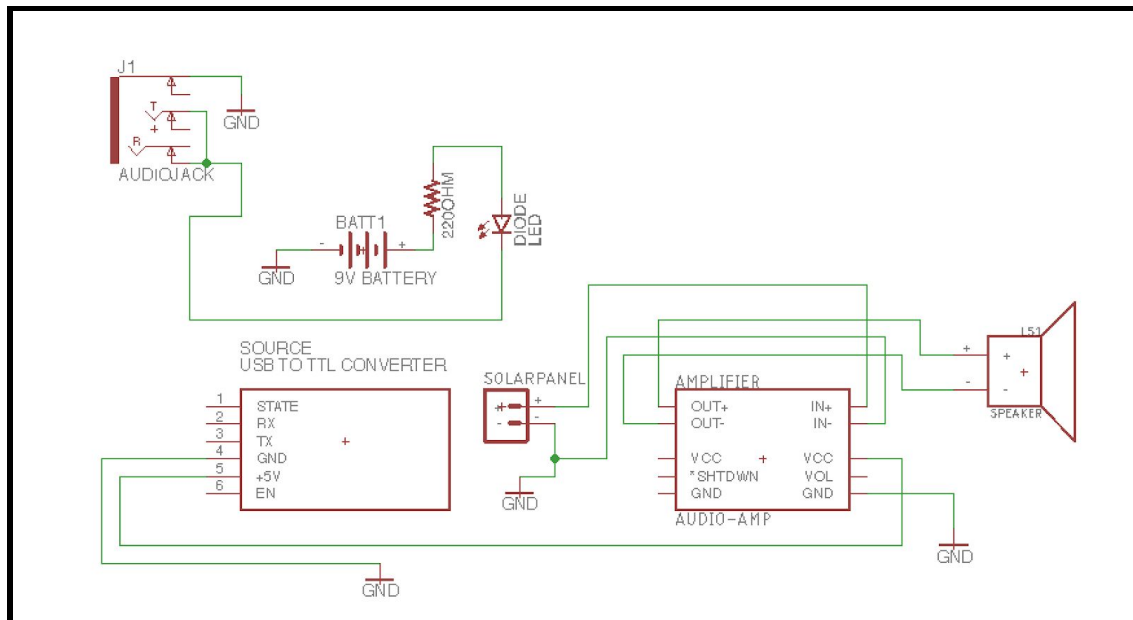 J1
T
+
R
AUDIOJACK
GND
BATT1
-
+
+
9V BATTERY
GND
220OHM
DIODE
LED
SOURCE
USB TO TTL CONVERTER
1 STATE
2 RX
3 TX
4 GND
5 +5V
6 EN
+
GND
SOLARPANEL
+ +
- -
GND
AMPLIFIER
OUT+ IN+
OUT- IN-
VCC + VCC
*SHTDWN VOL
GND GND
AUDIO-AMP
GND
LS1
+ +
+
- -
SPEAKER